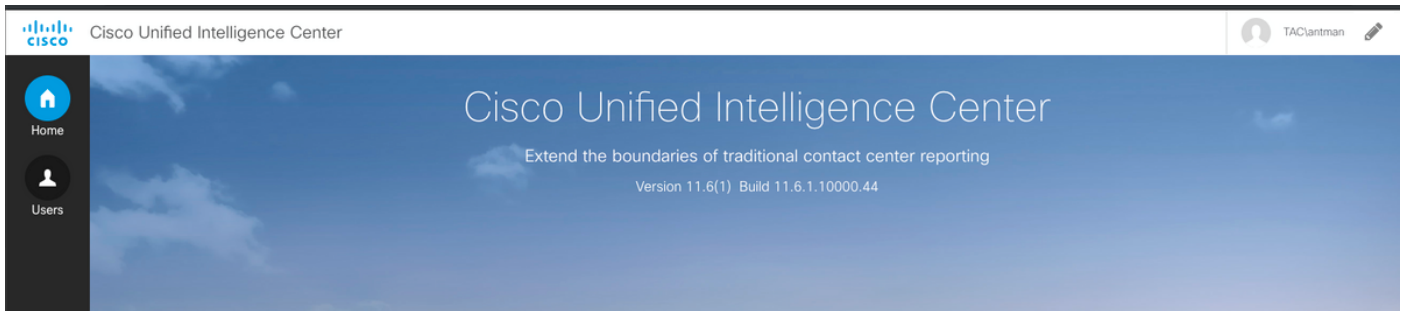 CISCO
Cisco Unified Intelligence Center
TAC\antman
Home
Users
Cisco Unified Intelligence Center
Extend the boundaries of traditional contact center reporting
Version 11.6(1) Build 11.6.1.10000.44